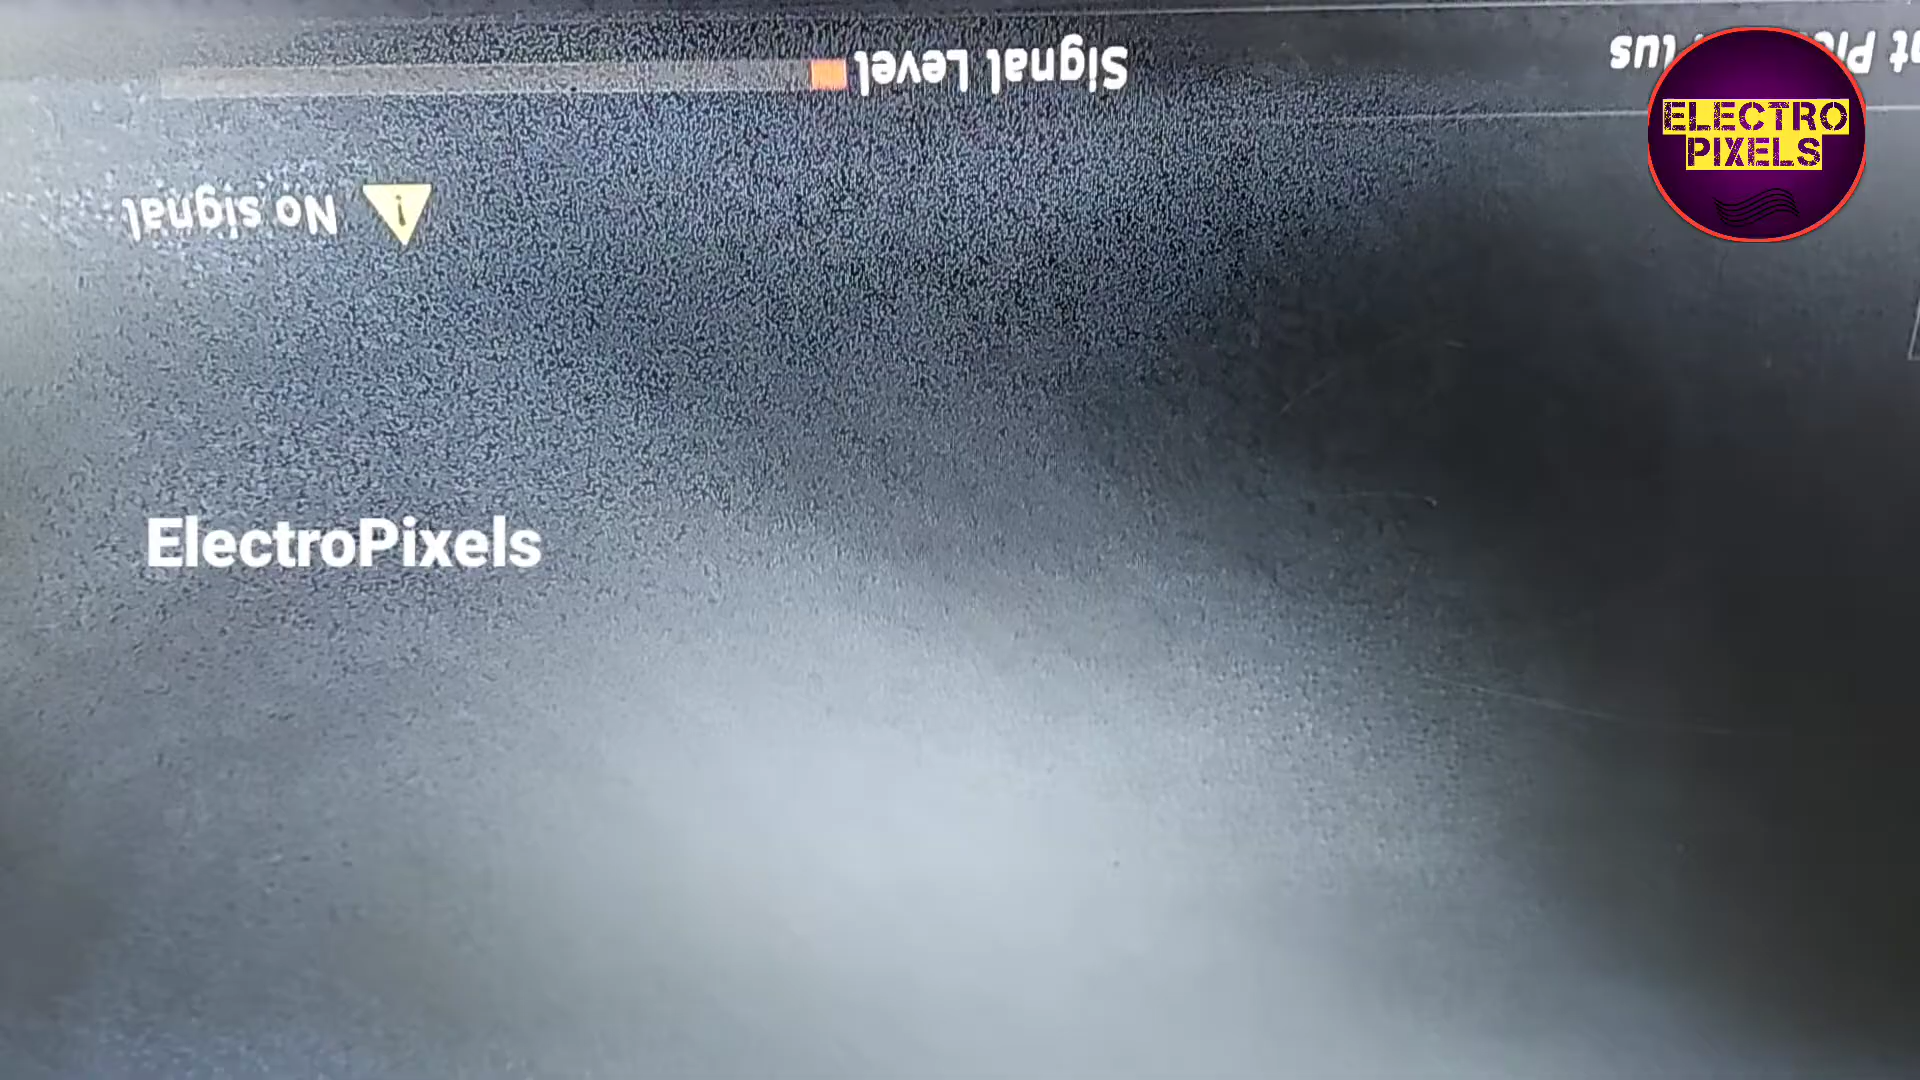 Signal Level
No signal
ElectroPixels
ELECTRO
PIXELS